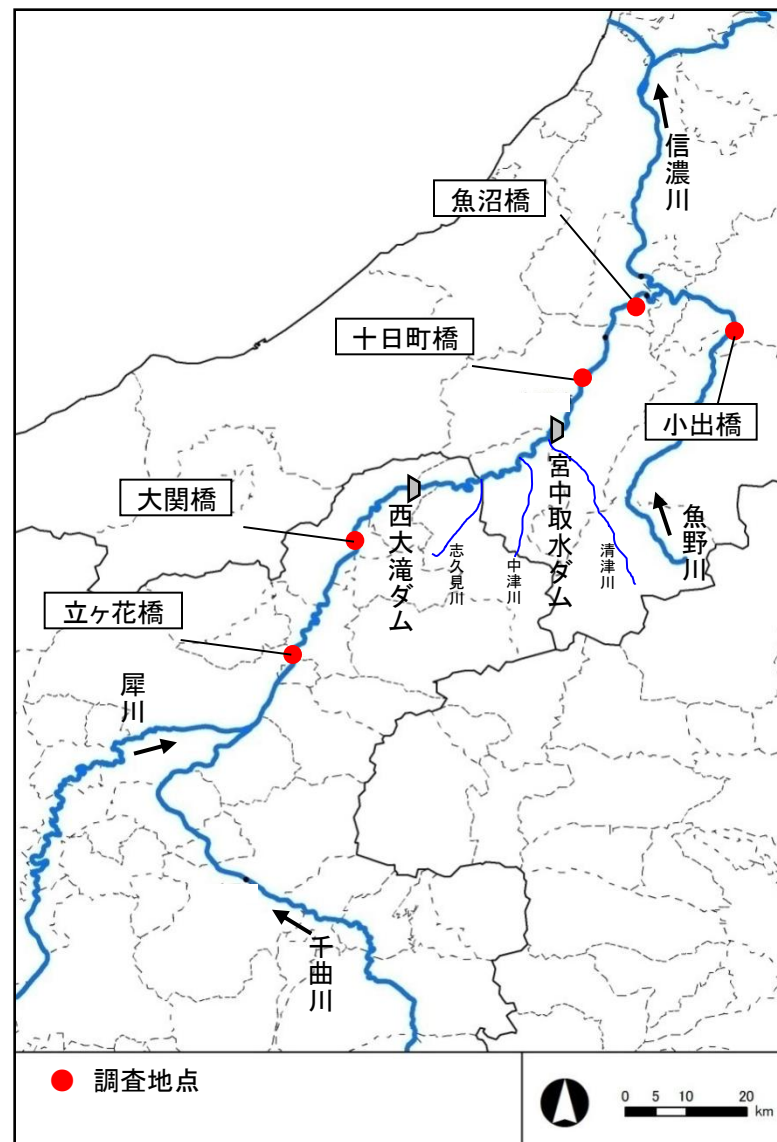 信濃川
魚沼橋
十日町橋
小出橋
宮中取水ダム
大関橋
西大滝ダム
志久見川
中津川
清津川
魚野川
立ヶ花橋
犀川
千曲川
調査地点
0 5 10 20
km